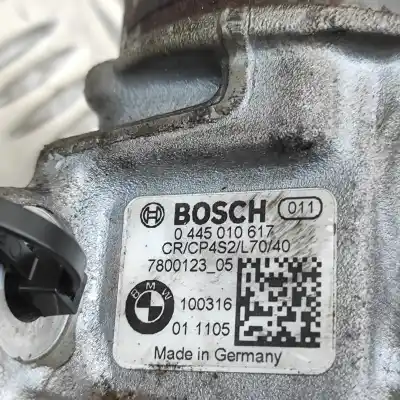 BOSCH 011
0 445 010 617
CR/CP4S2/L70/40
7800123_05
BMW
100316
01 1105
Made in Germany